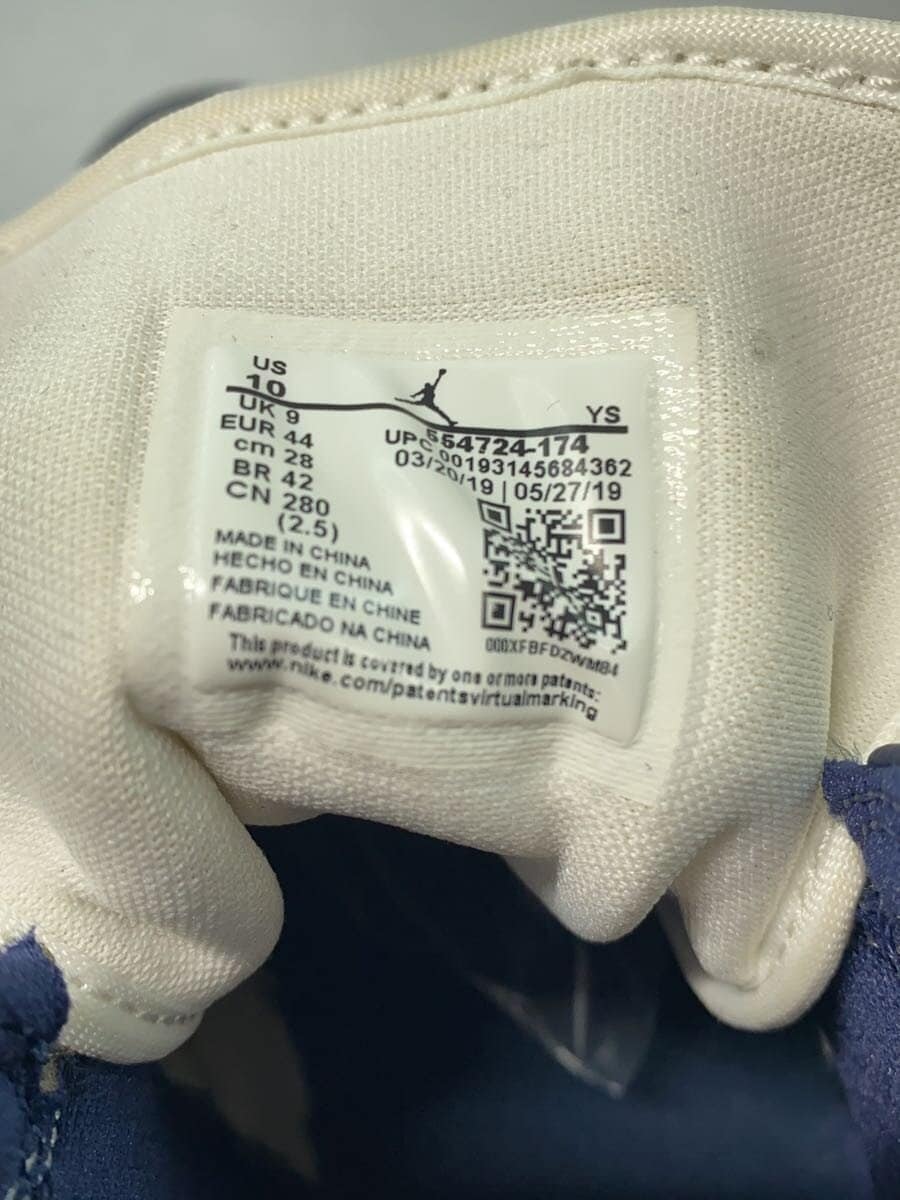 US
10
UK 9
EUR 44
cm 28
BR 42
CN 280
(2.5)
YS
554724-174
UPC 00193145684362
03/20/19 | 05/27/19
MADE IN CHINA
HECHO EN CHINA
FABRIQUE EN CHINE
FABRICADO NA CHINA
000XFBFDZWMB4
This product is covered by one or more patents:
www.nike.com/patentsvirtualmarking